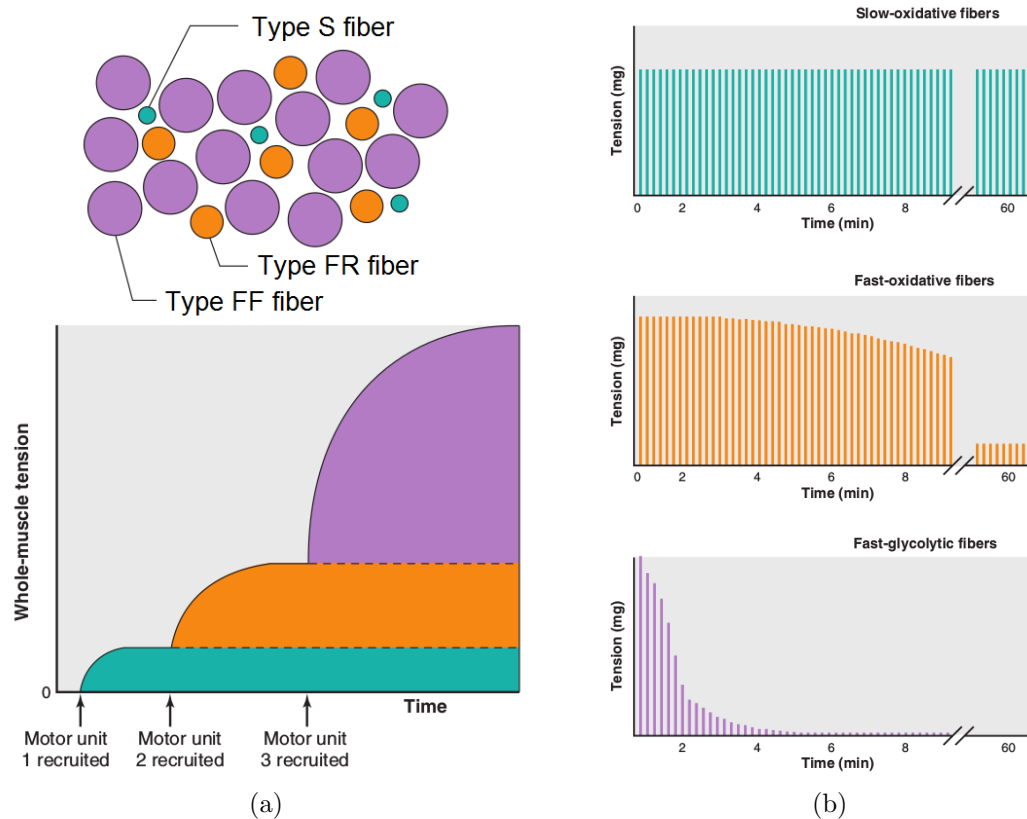 Type S fiber
Type FR fiber
Type FF fiber
Whole-muscle tension
0
Time
Motor unit
1 recruited
Motor unit
2 recruited
Motor unit
3 recruited
(a)
Slow-oxidative fibers
Tension (mg)
0 2 4 6 8 60
Time (min)
Fast-oxidative fibers
Tension (mg)
0 2 4 6 8 60
Time (min)
Fast-glycolytic fibers
Tension (mg)
2 4 6 8 60
Time (min)
(b)